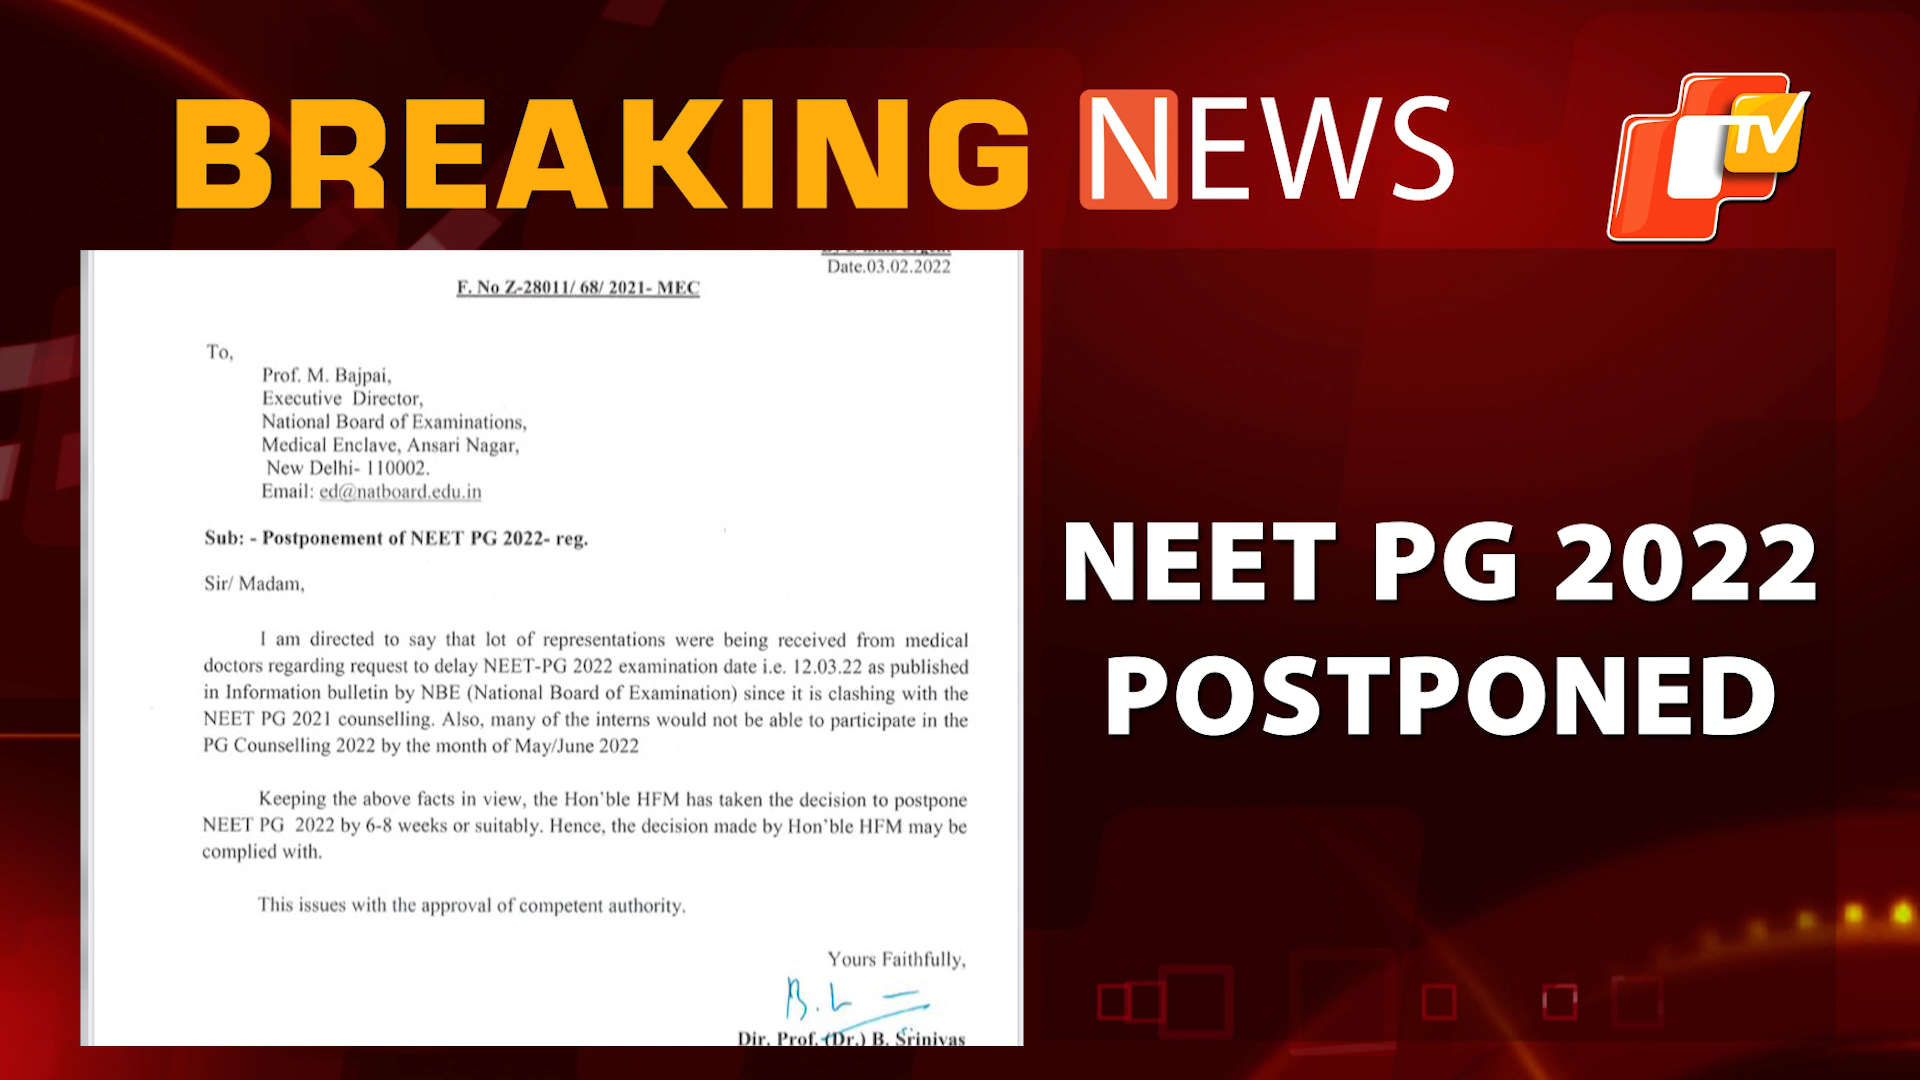 BREAKING NEWS
TV
Date.03.02.2022
F. No Z-28011/ 68/ 2021- MEC
To,
Prof. M. Bajpai,
Executive Director,
National Board of Examinations,
Medical Enclave, Ansari Nagar,
New Delhi- 110002.
Email: ed@natboard.edu.in
Sub: - Postponement of NEET PG 2022- reg.
Sir/ Madam,
I am directed to say that lot of representations were being received from medical
doctors regarding request to delay NEET-PG 2022 examination date i.e. 12.03.22 as published
in Information bulletin by NBE (National Board of Examination) since it is clashing with the
NEET PG 2021 counselling. Also, many of the interns would not be able to participate in the
PG Counselling 2022 by the month of May/June 2022
Keeping the above facts in view, the Hon'ble HFM has taken the decision to postpone
NEET PG 2022 by 6-8 weeks or suitably. Hence, the decision made by Hon'ble HFM may be
complied with.
This issues with the approval of competent authority.
Yours Faithfully,
B. L
Dir. Prof. (Dr.) B. Srinivas
NEET PG 2022
POSTPONED